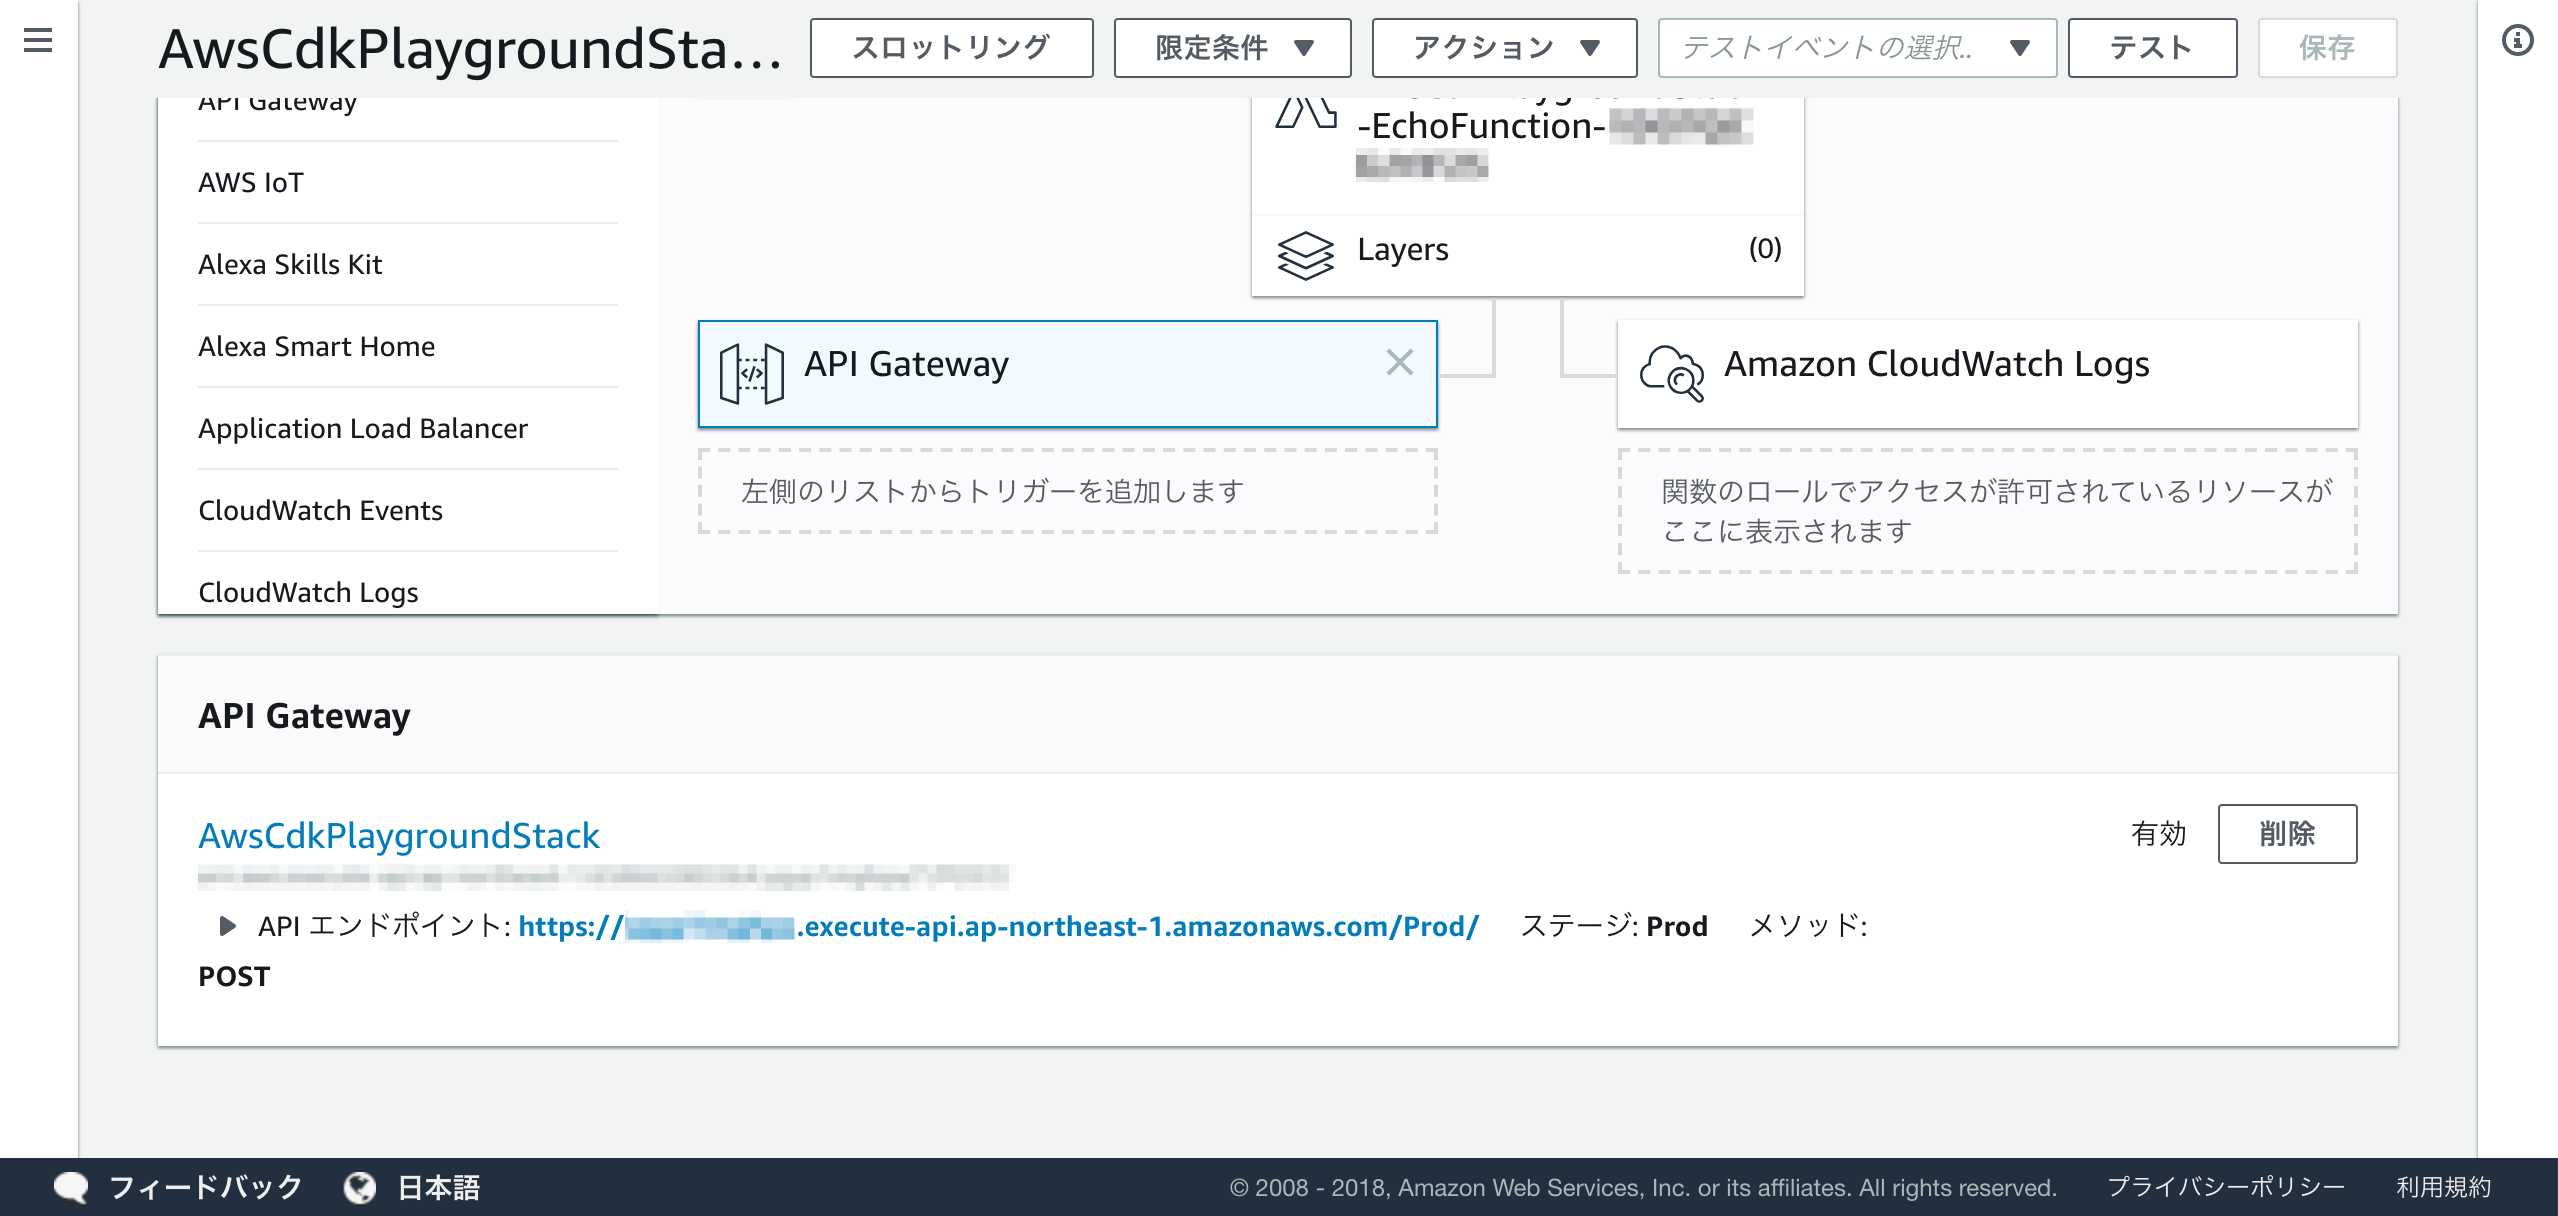 AwsCdkPlaygroundSta...
スロットリング
限定条件
アクション
テストイベントの選択..
テスト
保存
API Gateway
AWS IoT
Alexa Skills Kit
Alexa Smart Home
Application Load Balancer
CloudWatch Events
CloudWatch Logs
-EchoFunction-
Layers
(0)
API Gateway
Amazon CloudWatch Logs
左側のリストからトリガーを追加します
関数のロールでアクセスが許可されているリソースが
ここに表示されます
API Gateway
AwsCdkPlaygroundStack
有効
削除
API エンドポイント: https://.execute-api.ap-northeast-1.amazonaws.com/Prod/ ステージ: Prod メソッド:
POST
フィードバック
日本語
© 2008 - 2018, Amazon Web Services, Inc. or its affiliates. All rights reserved.
プライバシーポリシー
利用規約